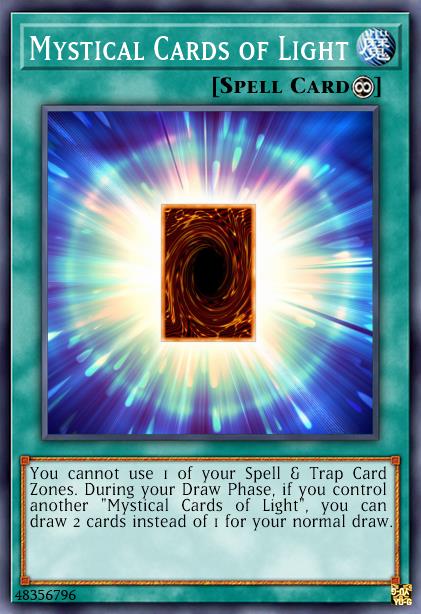 Mystical Cards of Light
[Spell Card]
You cannot use 1 of your Spell & Trap Card
Zones. During your Draw Phase, if you control
another "Mystical Cards of Light", you can
draw 2 cards instead of 1 for your normal draw.
48356796